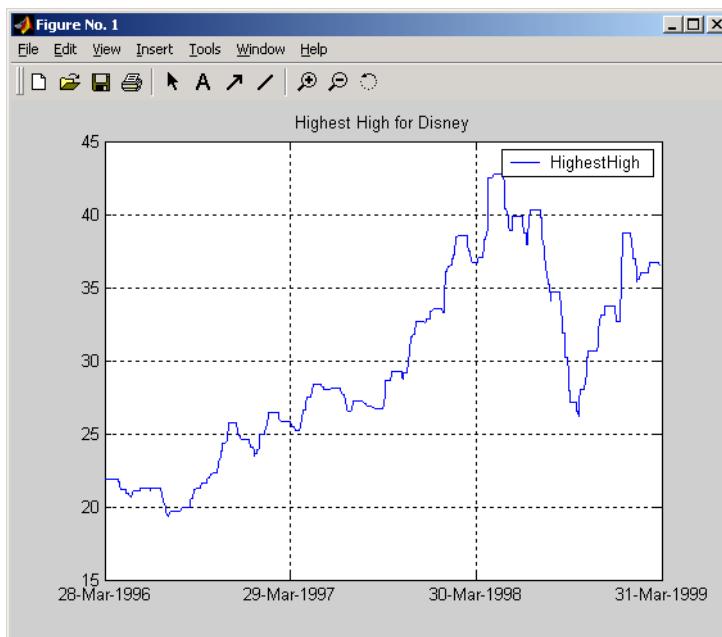 Figure No. 1
File Edit View Insert Tools Window Help
A
Highest High for Disney
HighestHigh
45
40
35
30
25
20
15
28-Mar-1996 29-Mar-1997 30-Mar-1998 31-Mar-1999